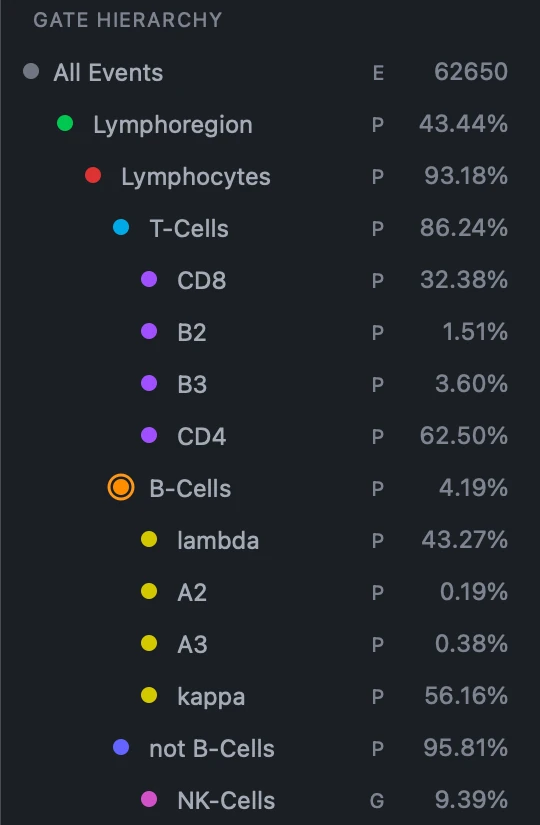 GATE HIERARCHY
All Events E 62650
Lymphoregion P 43.44%
Lymphocytes P 93.18%
T-Cells P 86.24%
CD8 P 32.38%
B2 P 1.51%
B3 P 3.60%
CD4 P 62.50%
B-Cells P 4.19%
lambda P 43.27%
A2 P 0.19%
A3 P 0.38%
kappa P 56.16%
not B-Cells P 95.81%
NK-Cells G 9.39%